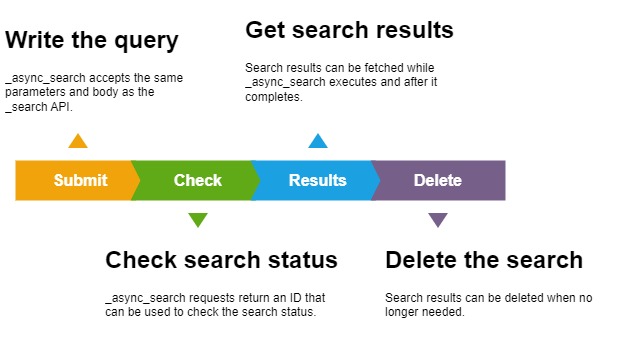 Write the query
_async_search accepts the same
parameters and body as the
_search API.
Get search results
Search results can be fetched while
_async_search executes and after it
completes.
Submit
Check
Results
Delete
Check search status
_async_search requests return an ID that
can be used to check the search status.
Delete the search
Search results can be deleted when no
longer needed.